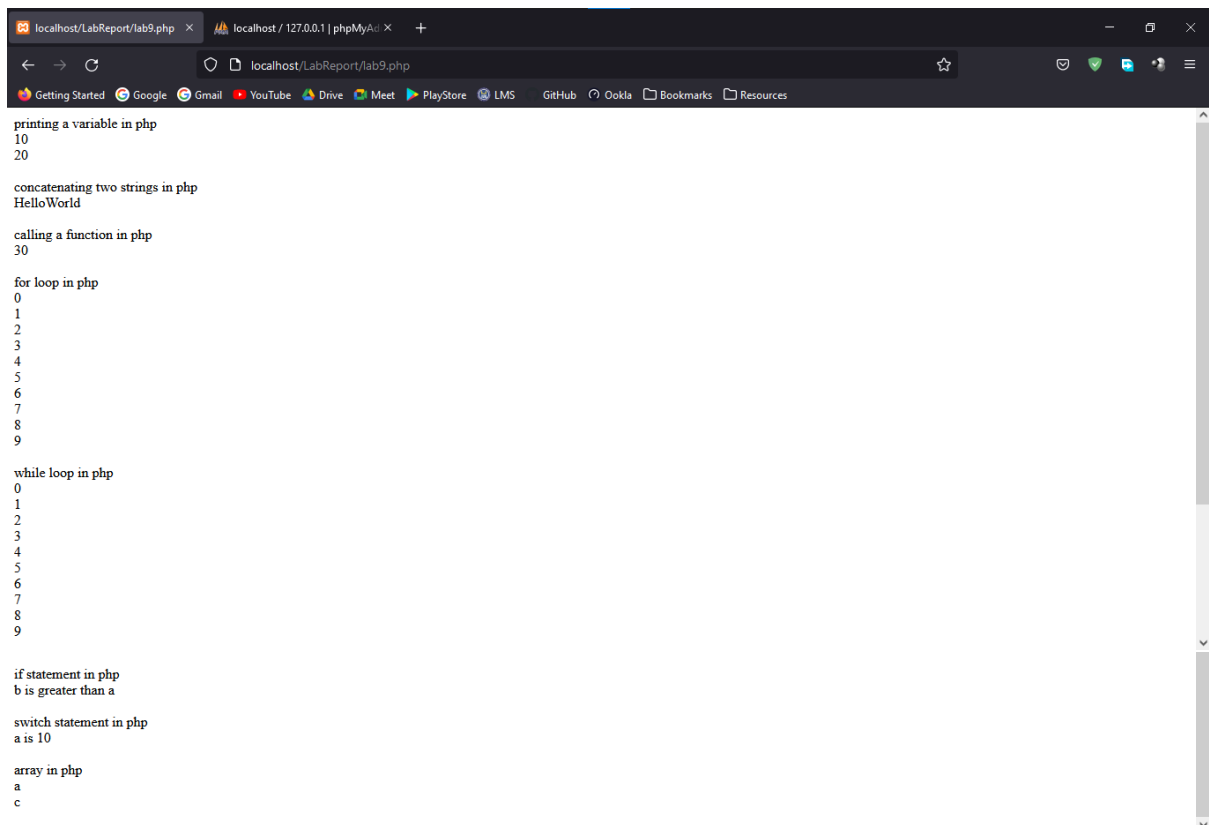 localhost/LabReport/lab9.php
localhost / 127.0.0.1 | phpMyAd
localhost/LabReport/lab9.php
Getting Started Google Gmail YouTube Drive Meet PlayStore LMS GitHub Ookla Bookmarks Resources
printing a variable in php
10
20
concatenating two strings in php
HelloWorld
calling a function in php
30
for loop in php
0
1
2
3
4
5
6
7
8
9
while loop in php
0
1
2
3
4
5
6
7
8
9
if statement in php
b is greater than a
switch statement in php
a is 10
array in php
a
c